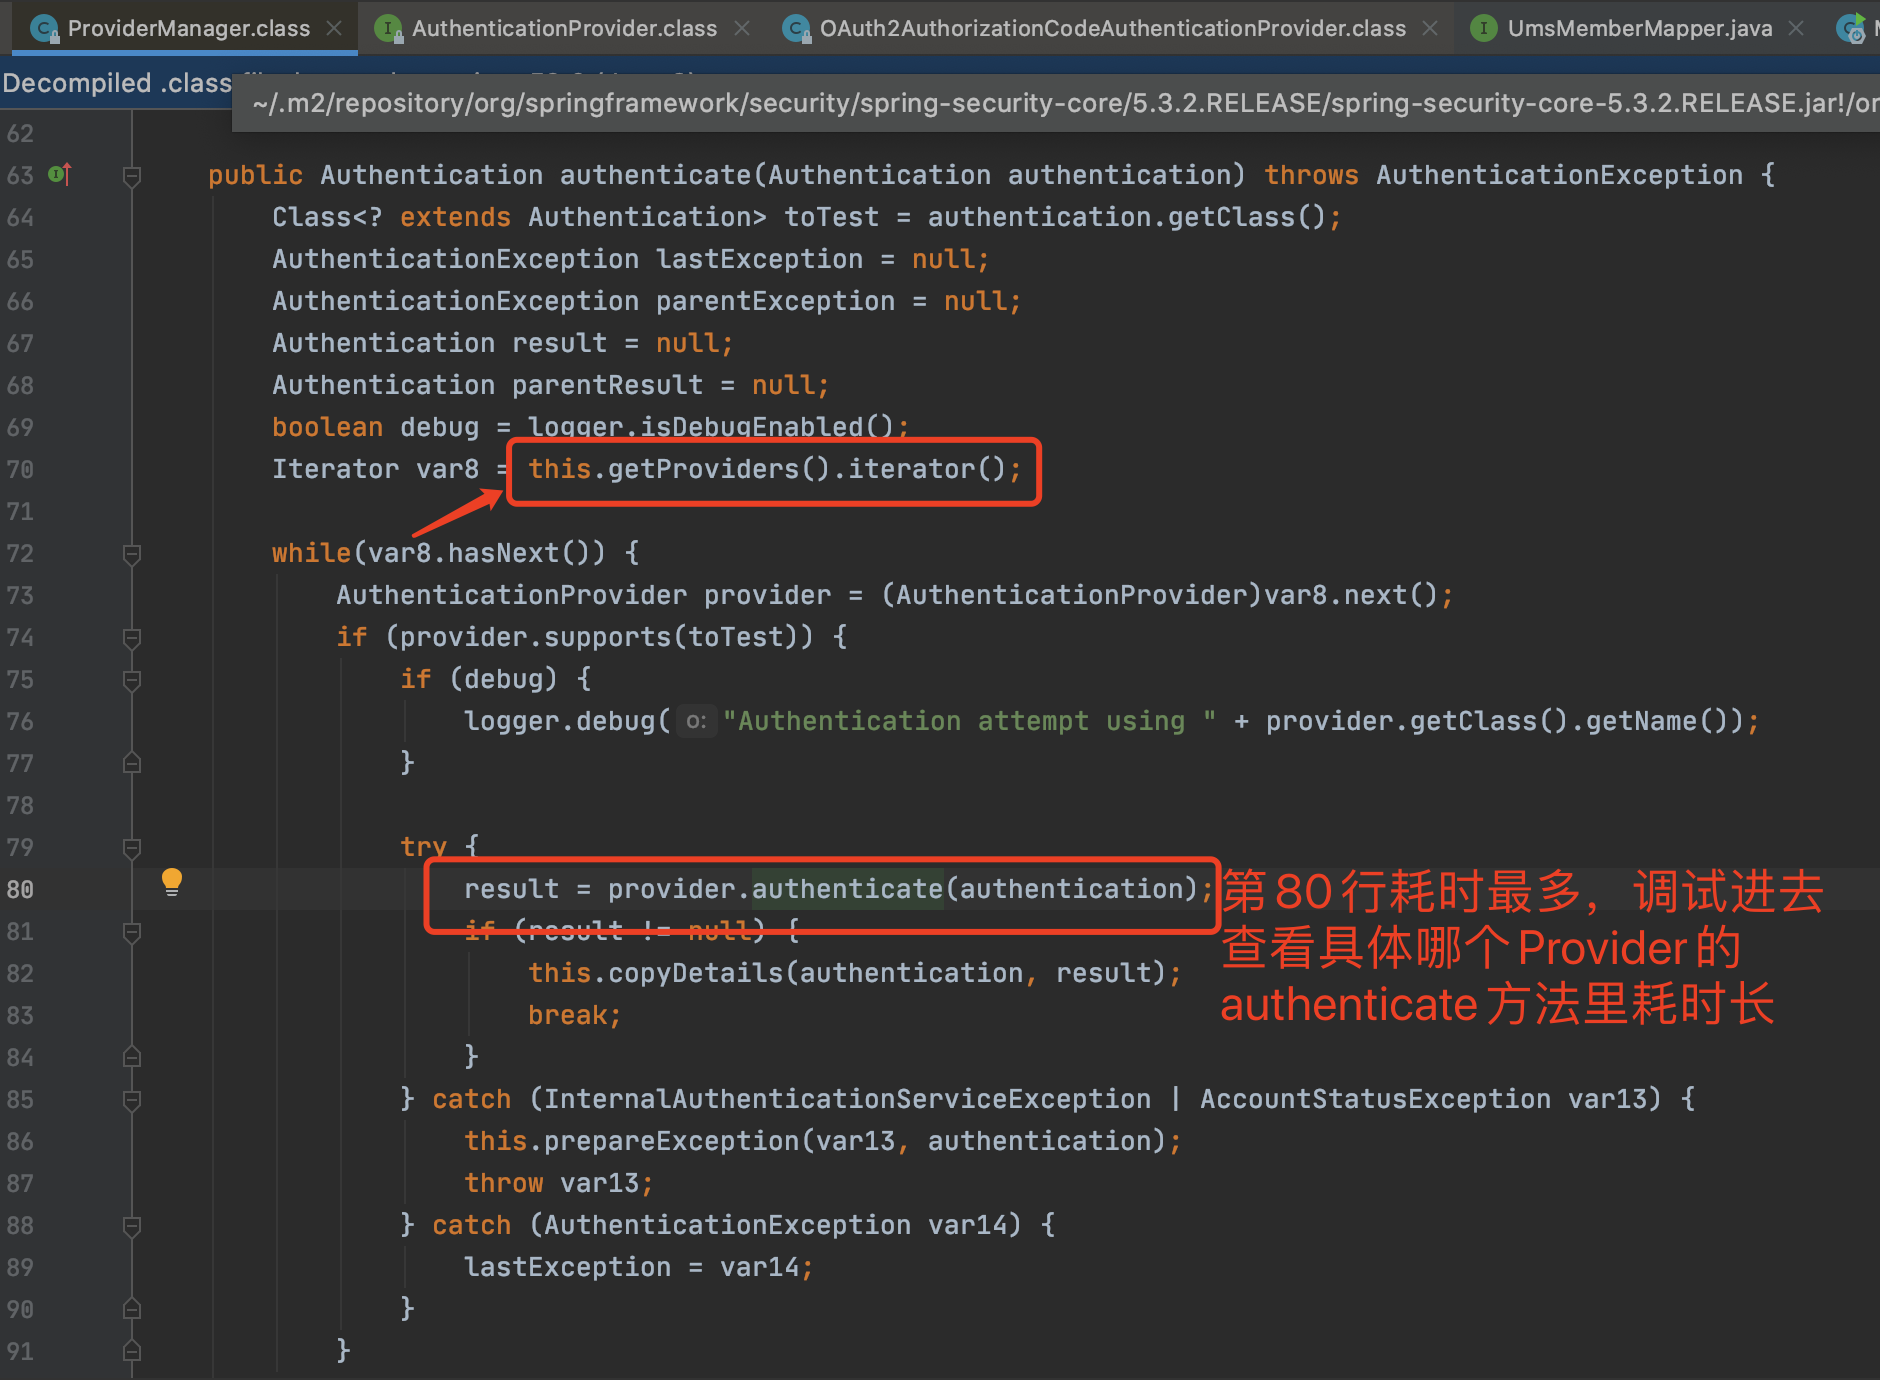 ProviderManager.class AuthenticationProvider.class OAuth2AuthorizationCodeAuthenticationProvider.class UmsMemberMapper.java
Decompiled .class
~/.m2/repository/org/springframework/security/spring-security-core/5.3.2.RELEASE/spring-security-core-5.3.2.RELEASE.jar!/or
62
63 public Authentication authenticate(Authentication authentication) throws AuthenticationException {
64 Class<? extends Authentication> toTest = authentication.getClass();
65 AuthenticationException lastException = null;
66 AuthenticationException parentException = null;
67 Authentication result = null;
68 Authentication parentResult = null;
69 boolean debug = logger.isDebugEnabled();
70 Iterator var8 = this.getProviders().iterator();
71
72 while(var8.hasNext()) {
73 AuthenticationProvider provider = (AuthenticationProvider)var8.next();
74 if (provider.supports(toTest)) {
75 if (debug) {
76 logger.debug( o: "Authentication attempt using " + provider.getClass().getName());
77 }
78
79 try {
80 result = provider.authenticate(authentication);
第80行耗时最多，调试进去
81 if (result != null) {
查看具体哪个Provider的
82 this.copyDetails(authentication, result);
authenticate方法里耗时长
83 break;
84 }
85 } catch (InternalAuthenticationServiceException | AccountStatusException var13) {
86 this.prepareException(var13, authentication);
87 throw var13;
88 } catch (AuthenticationException var14) {
89 lastException = var14;
90 }
91 }